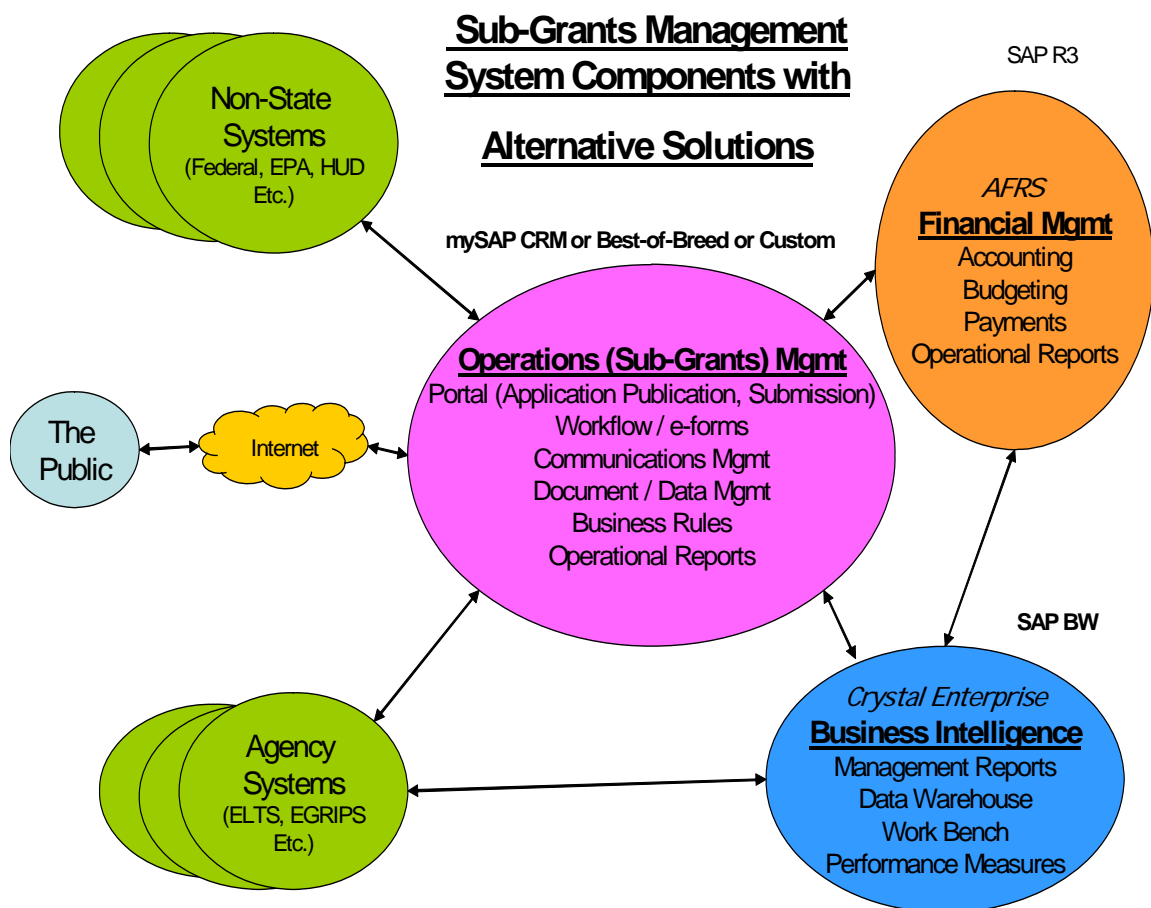 Sub-Grants Management
System Components with
Alternative Solutions
SAP R3
Non-State
Systems
(Federal, EPA, HUD
Etc.)
AFRS
Financial Mgmt
Accounting
Budgeting
Payments
Operational Reports
mySAP CRM or Best-of-Breed or Custom
Operations (Sub-Grants) Mgmt
Portal (Application Publication, Submission)
Workflow / e-forms
Communications Mgmt
Document / Data Mgmt
Business Rules
Operational Reports
The
Public
Internet
SAP BW
Crystal Enterprise
Business Intelligence
Management Reports
Data Warehouse
Work Bench
Performance Measures
Agency
Systems
(ELTS, EGRIPS
Etc.)